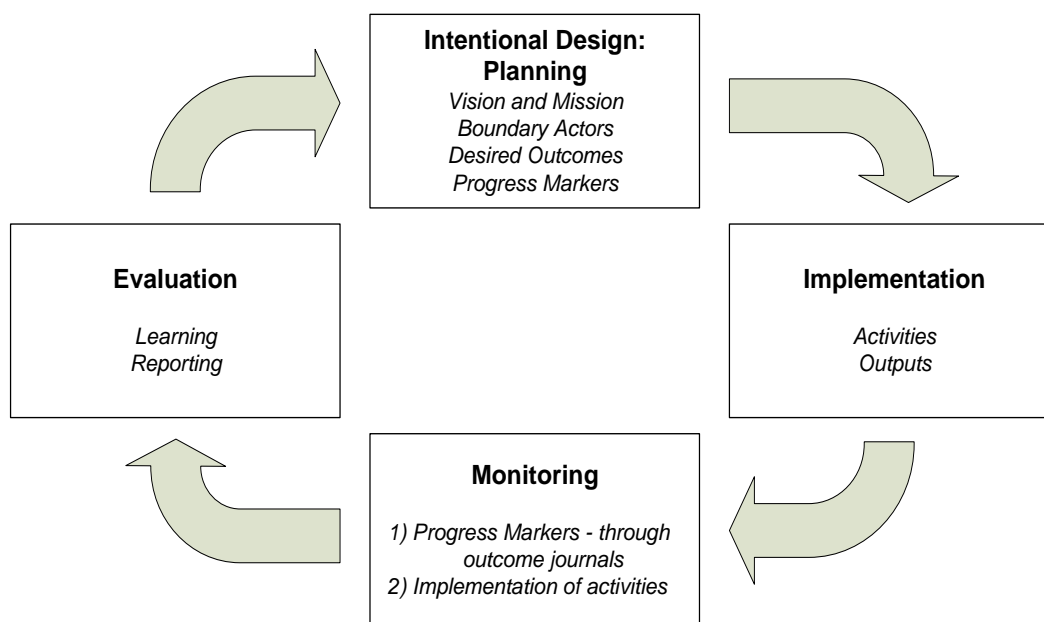 Intentional Design:
Planning
Vision and Mission
Boundary Actors
Desired Outcomes
Progress Markers
Evaluation
Learning
Reporting
Implementation
Activities
Outputs
Monitoring
1) Progress Markers - through
outcome journals
2) Implementation of activities